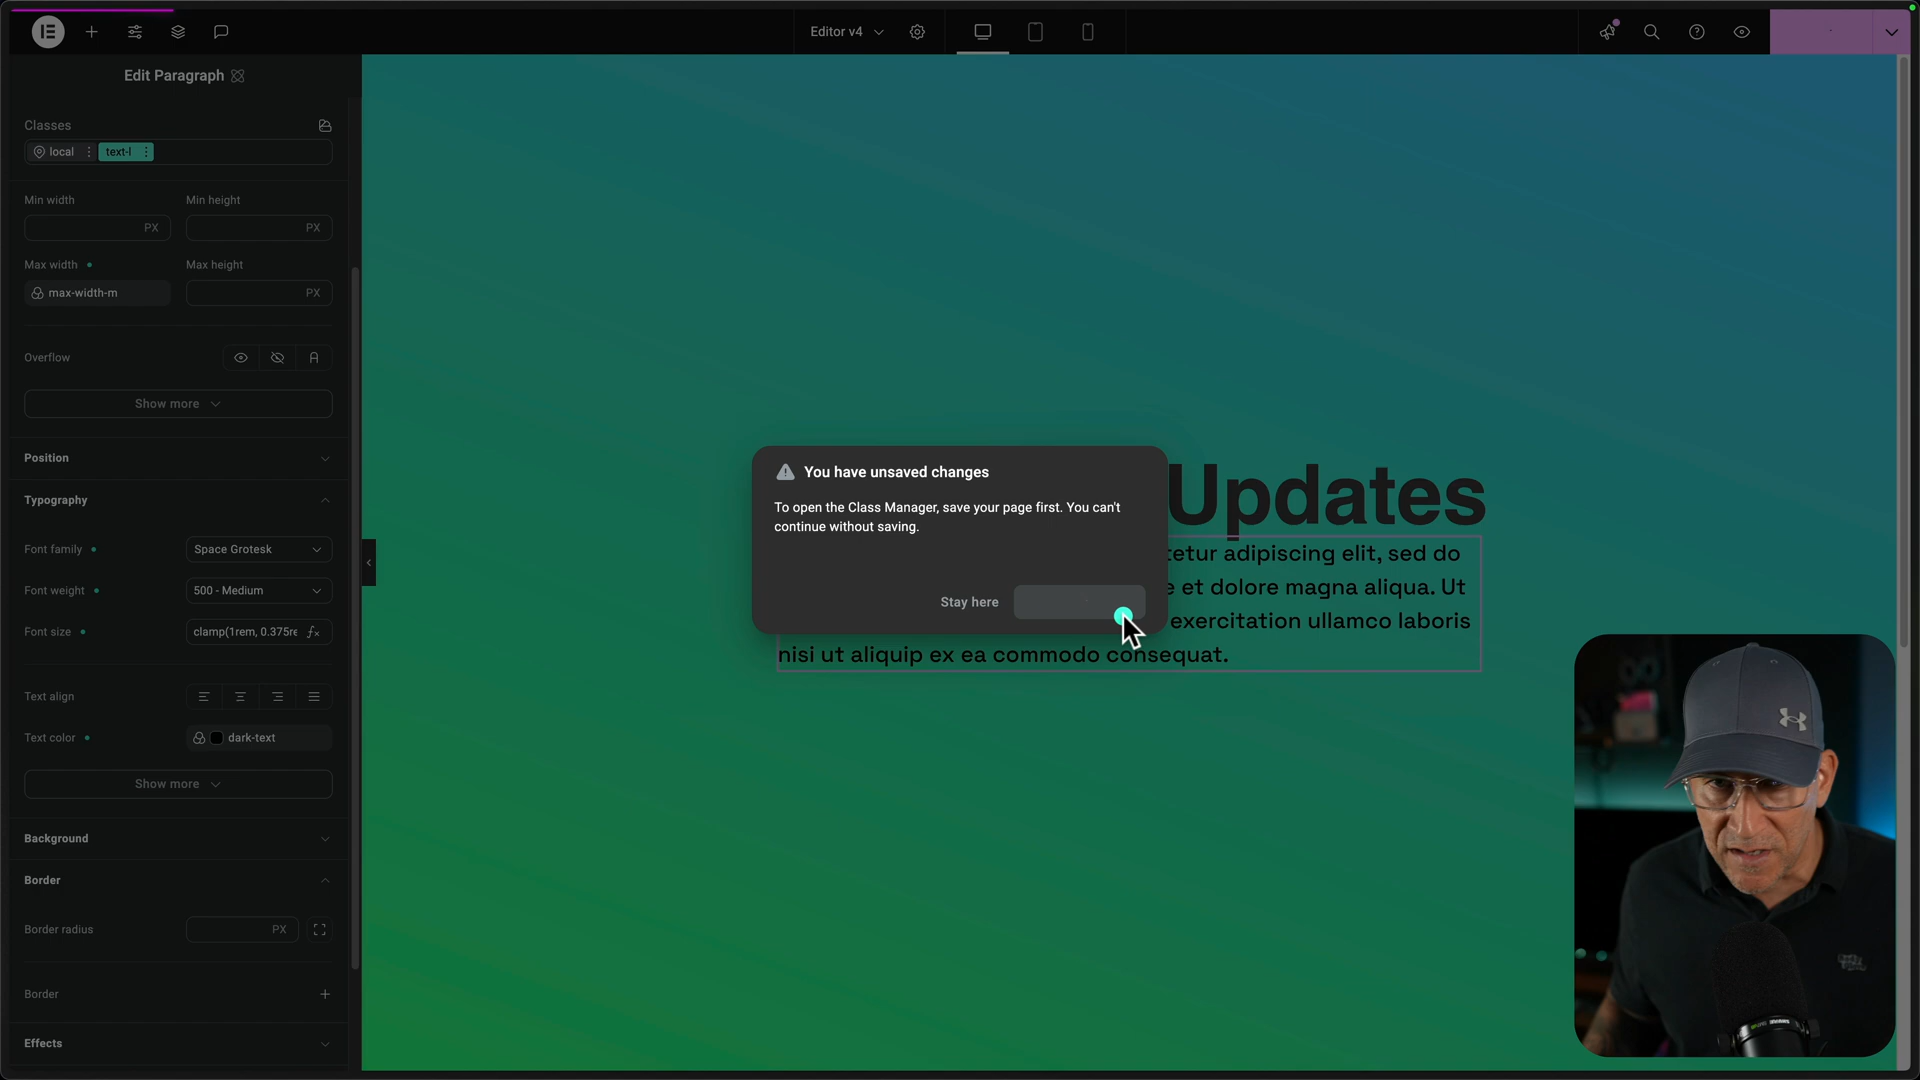 Editor v4
Edit Paragraph
Classes
local
text-l
Min width
Min height
PX
PX
Max width
Max height
max-width-m
PX
Overflow
Show more
Position
Typography
Font family
Space Grotesk
Font weight
500 - Medium
Font size
clamp(1rem, 0.375re
fx
Text align
Text color
dark-text
Show more
Background
Border
Border radius
PX
Border
Effects
You have unsaved changes
To open the Class Manager, save your page first. You can't
continue without saving.
Stay here
Updates
tetur adipiscing elit, sed do
e et dolore magna aliqua. Ut
exercitation ullamco laboris
nisi ut aliquip ex ea commodo consequat.